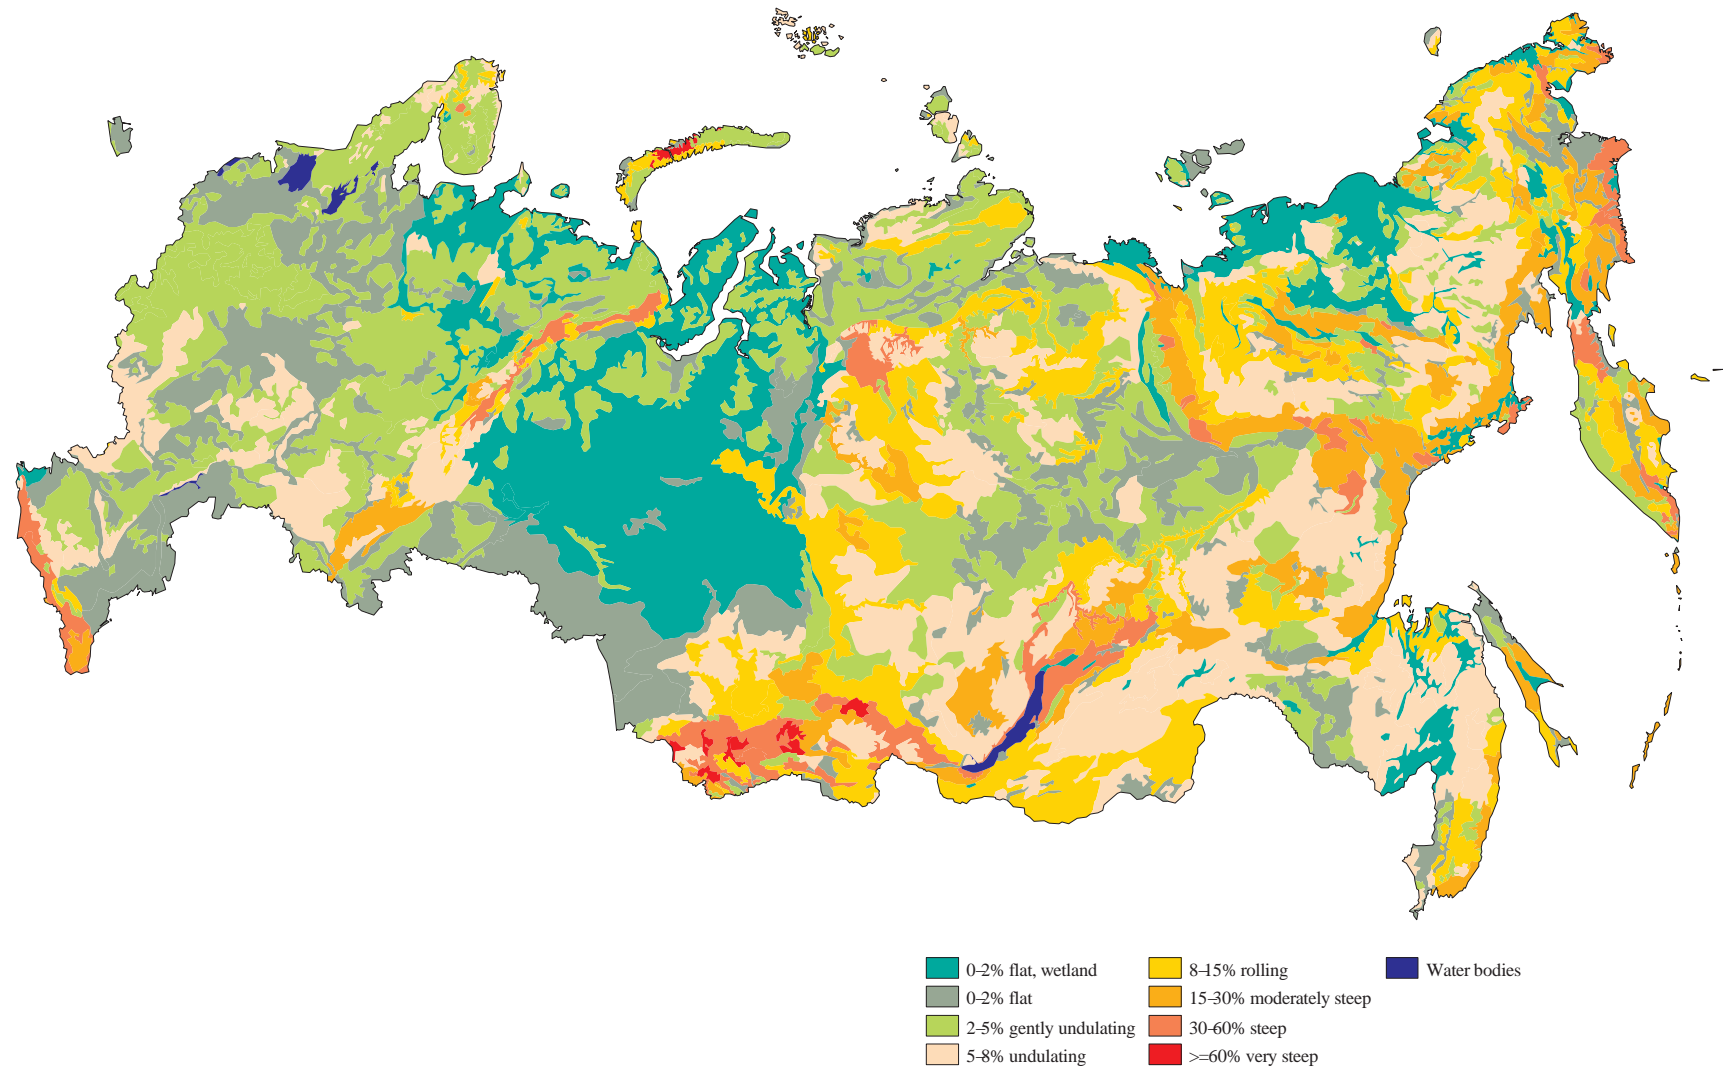 0–2% flat, wetland
0–2% flat
2–5% gently undulating
5–8% undulating
8–15% rolling
15–30% moderately steep
30-60% steep
>=60% very steep
Water bodies